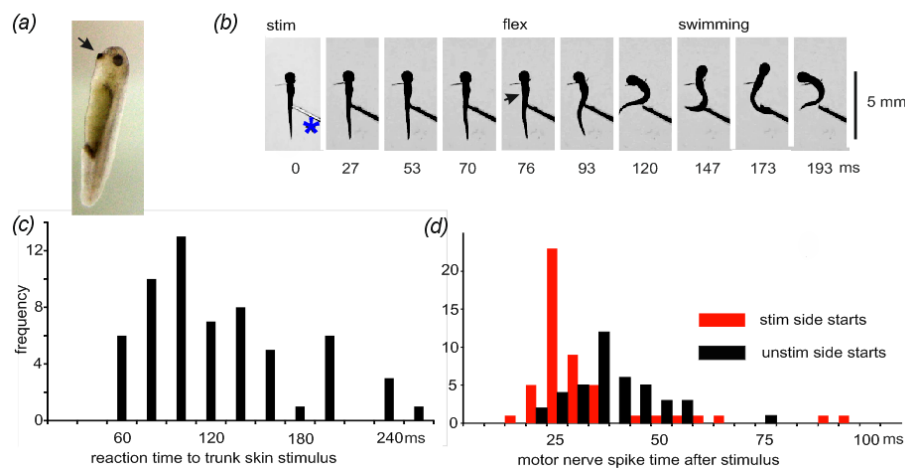 (a)
(b)
stim flex swimming
*
5 mm
0 27 53 70 76 93 120 147 173 193 ms
(c)
12
8
4
0
frequency
60 120 180 240 ms
reaction time to trunk skin stimulus
(d)
20
15
10
5
0
stim side starts
unstim side starts
25 50 75 100 ms
motor nerve spike time after stimulus